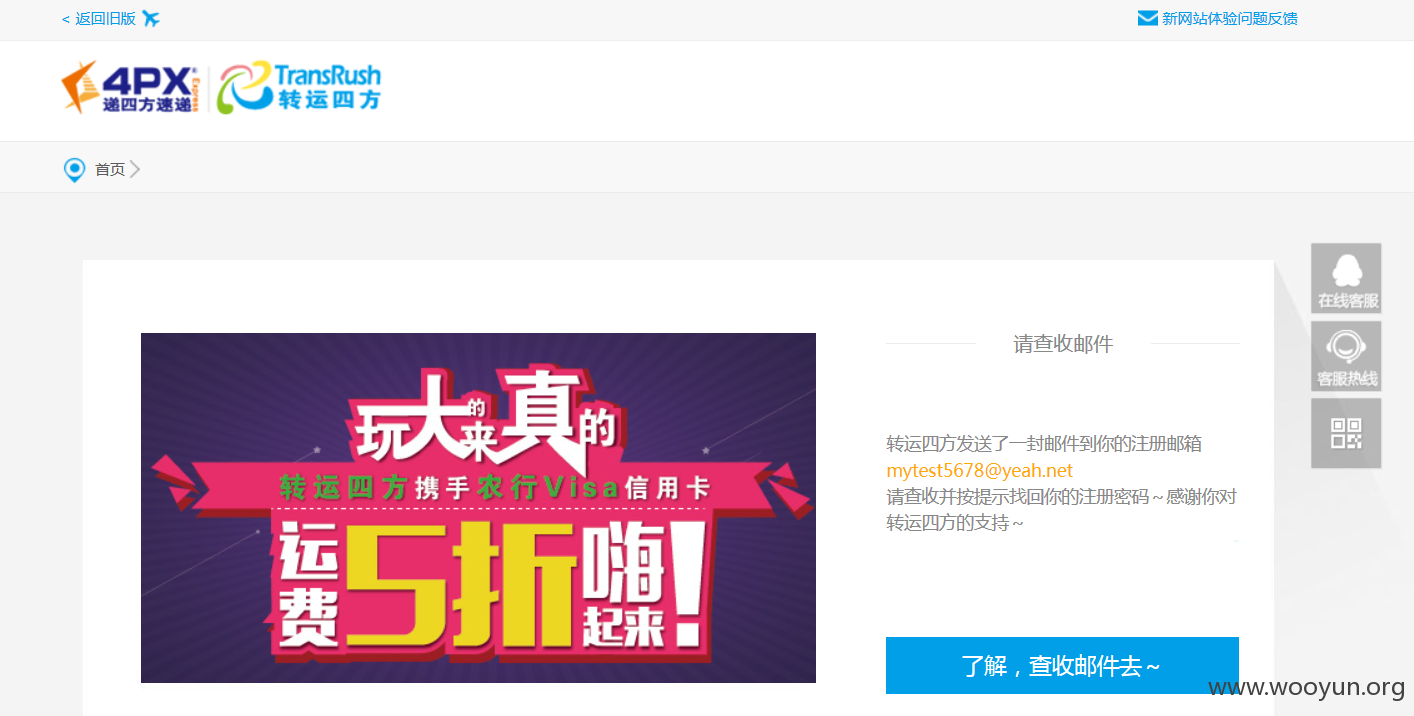 < 返回旧版
新网站体验问题反馈
4PX Express 递四方速递
TransRush 转运四方
首页
在线客服
客服热线
玩大的 来真的
转运四方携手农行Visa信用卡
运费5折嗨起来!
请查收邮件
转运四方发送了一封邮件到你的注册邮箱
mytest5678@yeah.net
请查收并按提示找回你的注册密码～感谢你对
转运四方的支持～
了解，查收邮件去～
www.wooyun.org